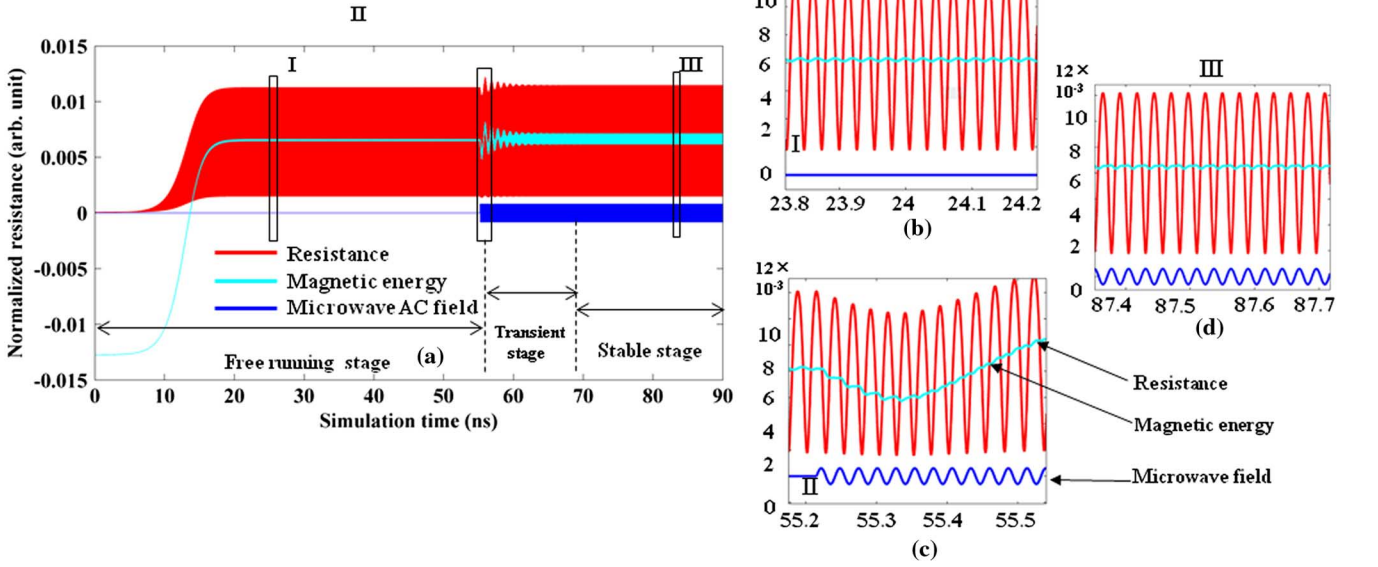 II
Normalized resistance (arb. unit)
0.015
0.01
0.005
0
-0.005
-0.01
-0.015
I
III
Resistance
Magnetic energy
Microwave AC field
Free running stage
(a)
Transient
stage
Stable stage
0 10 20 30 40 50 60 70 80 90
Simulation time (ns)
10
8
6
4
2
0
I
23.8 23.9 24 24.1 24.2
(b)
12×
10-3
10
8
6
4
2
0
II
55.2 55.3 55.4 55.5
(c)
Resistance
Magnetic energy
Microwave field
III
12×
10-3
10
8
6
4
2
0
87.4 87.5 87.6 87.7
(d)